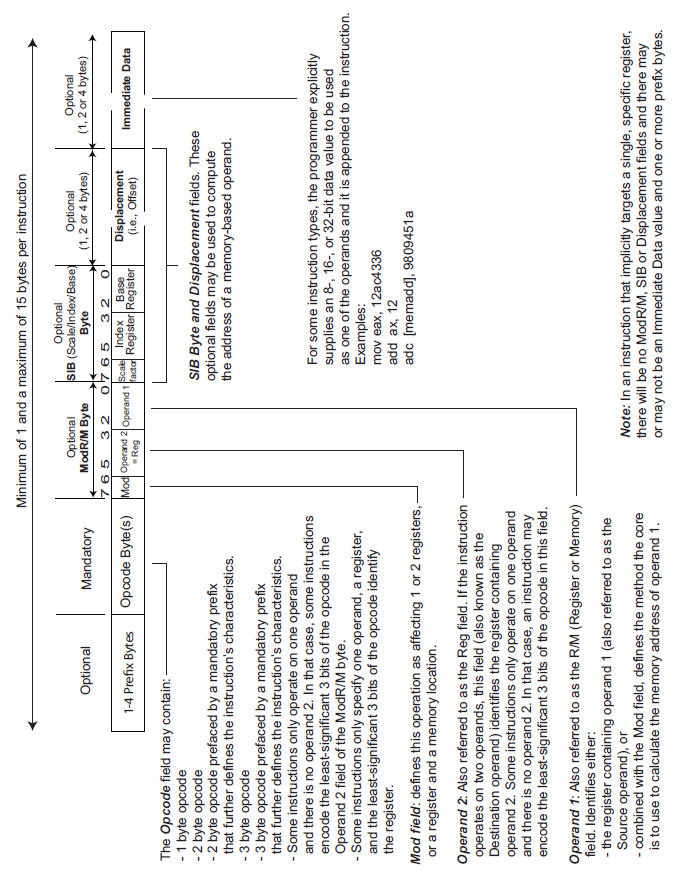 Minimum of 1 and a maximum of 15 bytes per instruction
Optional
Mandatory
Optional
ModR/M Byte
Optional
SIB (Scale/Index/Base)
Byte
Optional
(1, 2 or 4 bytes)
Optional
(1, 2 or 4 bytes)
7 6 5 3 2 0
7 6 5 3 2 0
1-4 Prefix Bytes
Opcode Byte(s)
Mod
Operand 2
= Reg
Operand 1
Scale
factor
Index
Register
Base
Register
Displacement
(i.e., Offset)
Immediate Data
The Opcode field may contain:
- 1 byte opcode
- 2 byte opcode
- 2 byte opcode prefaced by a mandatory prefix
that further defines the instruction's characteristics.
- 3 byte opcode
- 3 byte opcode prefaced by a mandatory prefix
that further defines the instruction's characteristics.
- Some instructions only operate on one operand
and there is no operand 2. In that case, some instructions
encode the least-significant 3 bits of the opcode in the
Operand 2 field of the ModR/M byte.
- Some instructions only specify one operand, a register,
and the least-significant 3 bits of the opcode identify
the register.
Mod field: defines this operation as affecting 1 or 2 registers,
or a register and a memory location.
Operand 2: Also referred to as the Reg field. If the instruction
operates on two operands, this field (also known as the
Destination operand) identifies the register containing
operand 2. Some instructions only operate on one operand
and there is no operand 2. In that case, an instruction may
encode the least-significant 3 bits of the opcode in this field.
Operand 1: Also referred to as the R/M (Register or Memory)
field. Identifies either:
- the register containing operand 1 (also referred to as the
Source operand), or
- combined with the Mod field, defines the method the core
is to use to calculate the memory address of operand 1.
SIB Byte and Displacement fields. These
optional fields may be used to compute
the address of a memory-based operand.
For some instruction types, the programmer explicitly
supplies an 8-, 16-, or 32-bit data value to be used
as one of the operands and it is appended to the instruction.
Examples:
mov eax, 12ac4336
add ax, 12
adc [memadd], 9809451a
Note: In an instruction that implicitly targets a single, specific register,
there will be no ModR/M, SIB or Displacement fields and there may
or may not be an Immediate Data value and one or more prefix bytes.